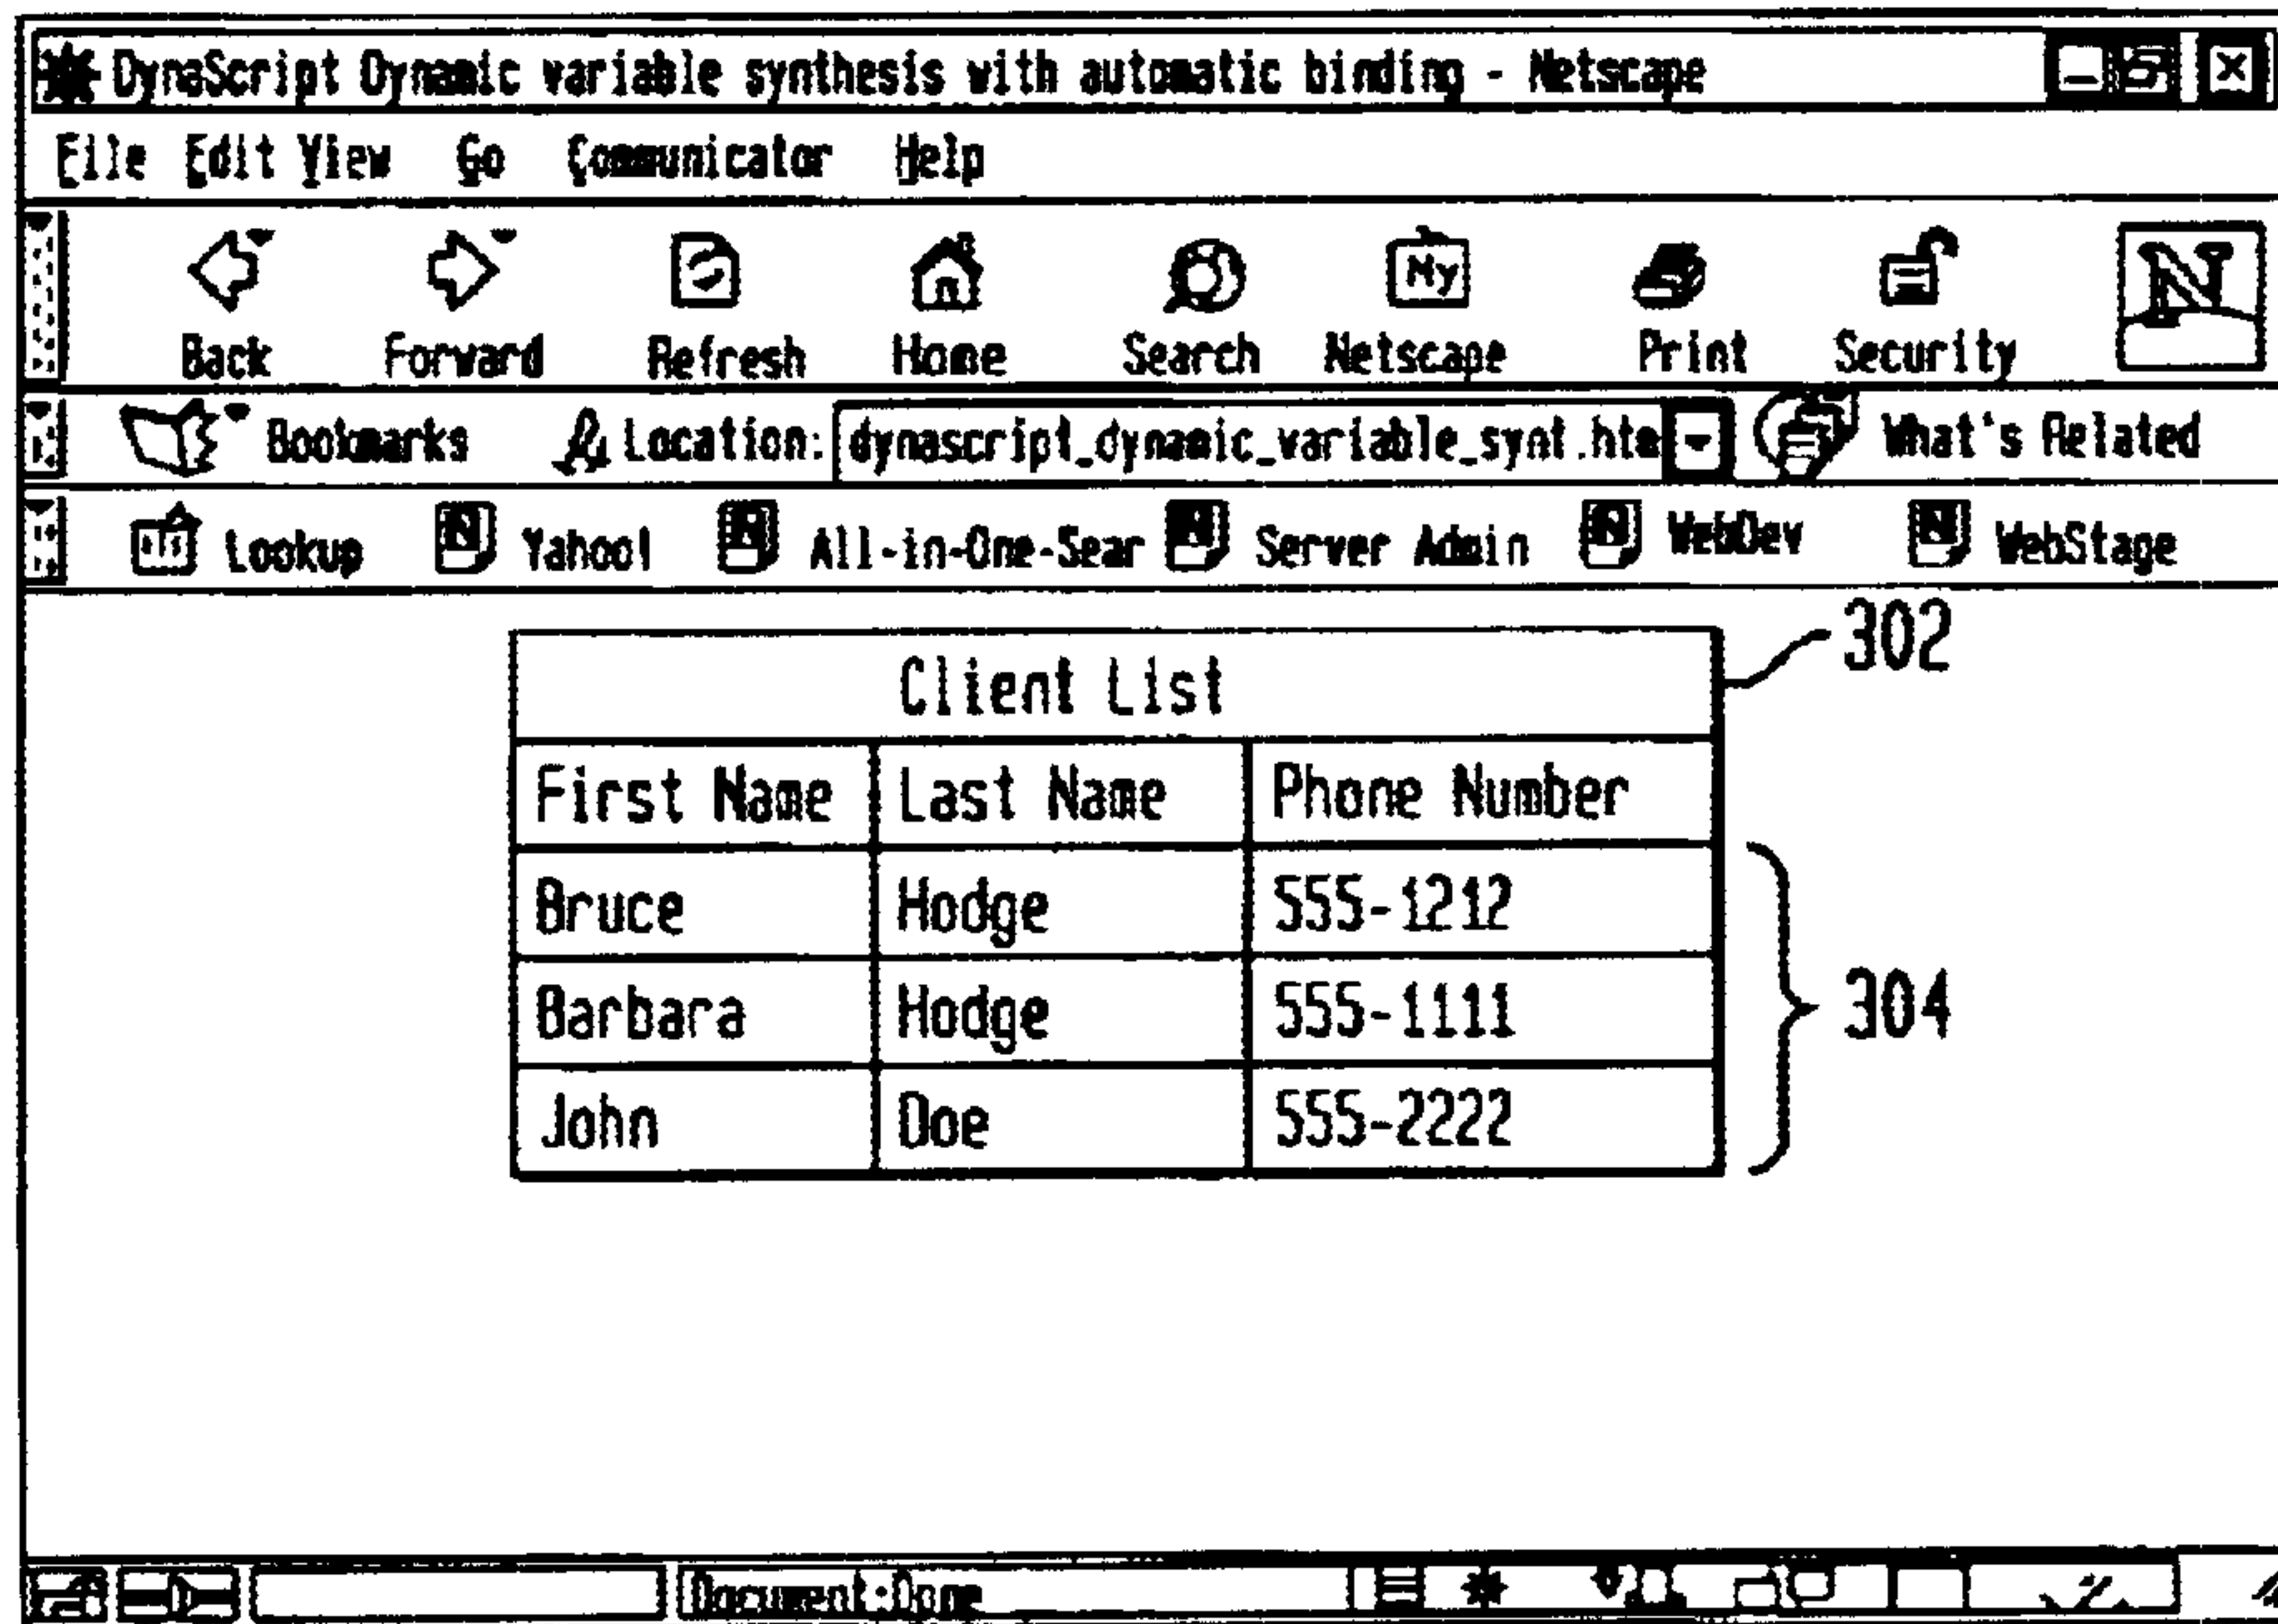 DynaScript Dynamic variable synthesis with automatic binding - Netscape
File Edit View Go Communicator Help
My
N
Back Forward Refresh Home Search Netscape Print Security
Bookmarks Location: dynascript_dynamic_variable_synt.htm What's Related
Lookup N Yahoo! N All-in-One-Sear N Server Admin N WebDev N WebStage
302
Client List
First Name Last Name Phone Number
Bruce Hodge 555-1212
Barbara Hodge 555-1111
304
John Doe 555-2222
Document:Done